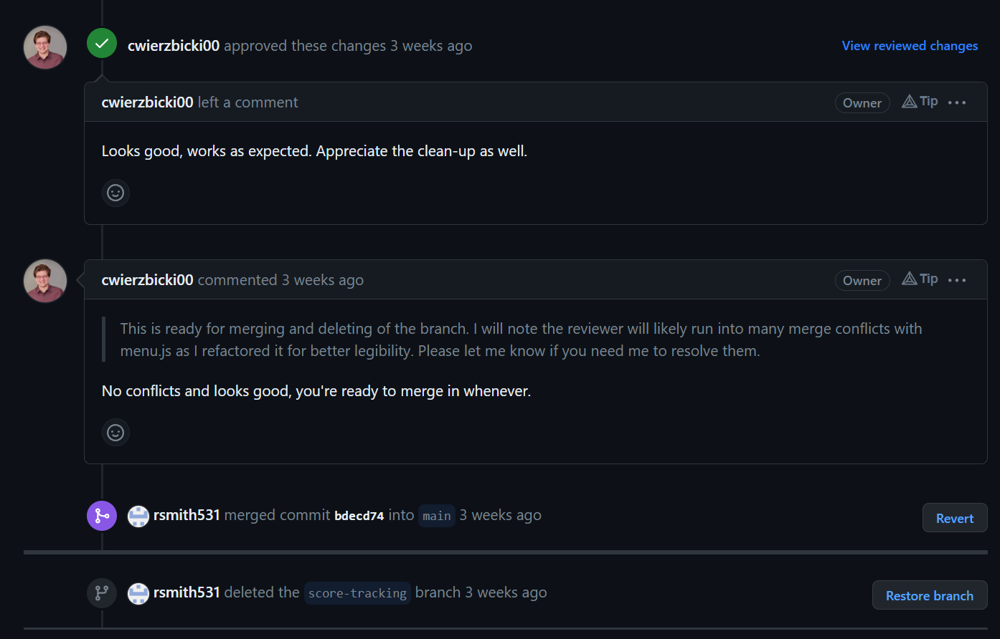 cwierzbicki00 approved these changes 3 weeks ago
View reviewed changes
cwierzbicki00 left a comment
Owner
Tip
Looks good, works as expected. Appreciate the clean-up as well.
cwierzbicki00 commented 3 weeks ago
Owner
Tip
This is ready for merging and deleting of the branch. I will note the reviewer will likely run into many merge conflicts with
menu.js as I refactored it for better legibility. Please let me know if you need me to resolve them.
No conflicts and looks good, you're ready to merge in whenever.
rsmith531 merged commit bdecd74 into main 3 weeks ago
Revert
rsmith531 deleted the score-tracking branch 3 weeks ago
Restore branch